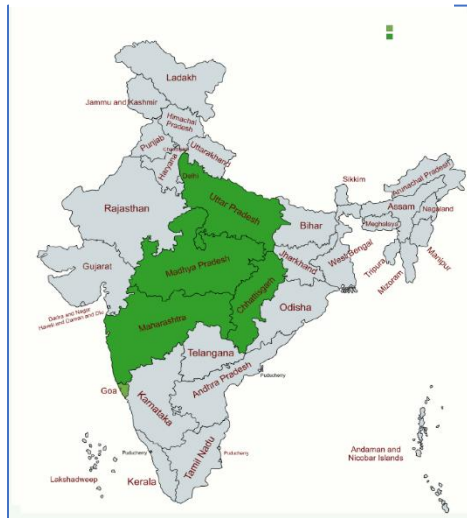 Ladakh
Jammu and Kashmir
Himachal
Pradesh
Punjab
Uttarakhand
Haryana
Delhi
Rajasthan
Uttar Pradesh
Sikkim
Arunachal Pradesh
Assam
Nagaland
Meghalaya
Bihar
Manipur
Jharkhand
West Bengal
Tripura
Mizoram
Gujarat
Madhya Pradesh
Chhattisgarh
Odisha
Dadra and Nagar
Haveli and Daman and Diu
Maharashtra
Telangana
Andhra Pradesh
Puducherry
Goa
Karnataka
Puducherry
Puducherry
Tamil Nadu
Kerala
Lakshadweep
Andaman and
Nicobar Islands